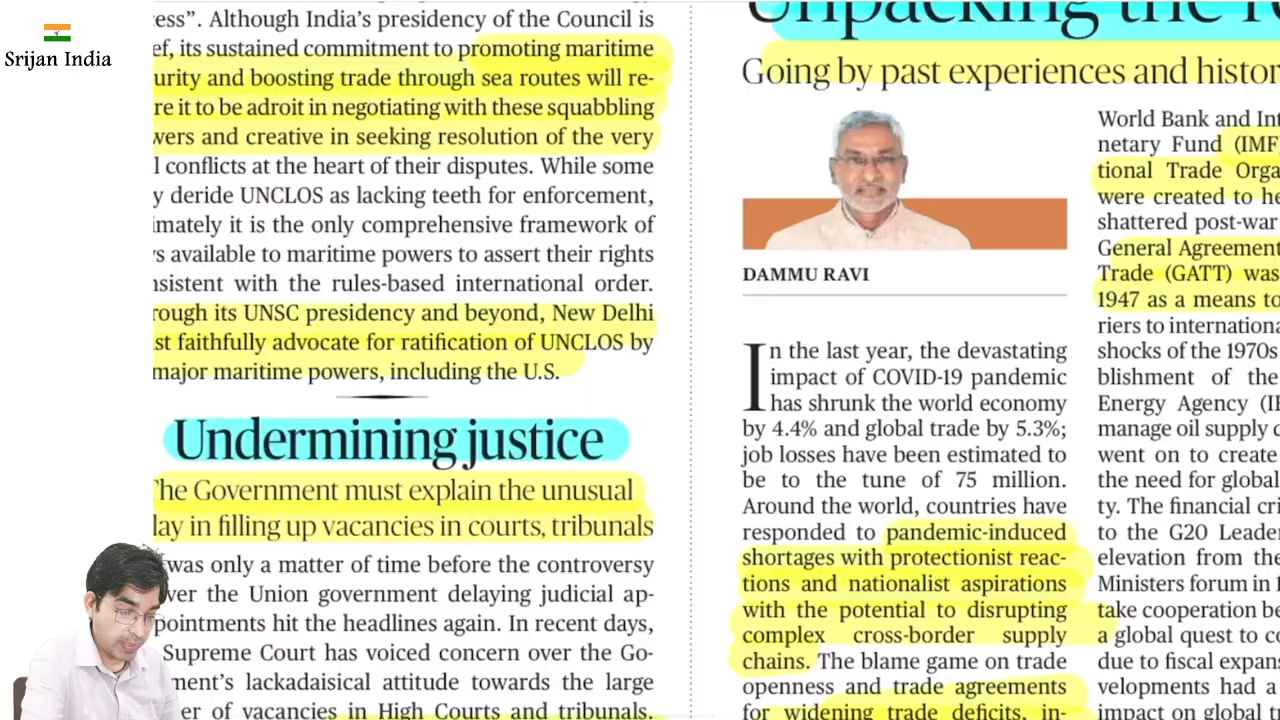 Srijan India
ess”. Although India’s presidency of the Council is
ef, its sustained commitment to promoting maritime
urity and boosting trade through sea routes will re-
re it to be adroit in negotiating with these squabbling
wers and creative in seeking resolution of the very
l conflicts at the heart of their disputes. While some
y deride UNCLOS as lacking teeth for enforcement,
imately it is the only comprehensive framework of
vs available to maritime powers to assert their rights
nsistent with the rules-based international order.
rough its UNSC presidency and beyond, New Delhi
st faithfully advocate for ratification of UNCLOS by
major maritime powers, including the U.S.
Undermining justice
The Government must explain the unusual
lay in filling up vacancies in courts, tribunals
was only a matter of time before the controversy
ver the Union government delaying judicial ap-
pointments hit the headlines again. In recent days,
Supreme Court has voiced concern over the Go-
ment’s lackadaisical attitude towards the large
er of vacancies in High Courts and tribunals.
Unpacking the
Going by past experiences and histor
DAMMU RAVI
In the last year, the devastating
impact of COVID-19 pandemic
has shrunk the world economy
by 4.4% and global trade by 5.3%;
job losses have been estimated to
be to the tune of 75 million.
Around the world, countries have
responded to pandemic-induced
shortages with protectionist reac-
tions and nationalist aspirations
with the potential to disrupting
complex cross-border supply
chains. The blame game on trade
openness and trade agreements
for widening trade deficits, in-
World Bank and Int
netary Fund (IMF
tional Trade Orga
were created to he
shattered post-war
General Agreement
Trade (GATT) was
1947 as a means to
riers to internationa
shocks of the 1970s
blishment of the
Energy Agency (IE
manage oil supply d
went on to create
the need for global
ty. The financial cri
to the G20 Leader
elevation from the
Ministers forum in
take cooperation be
a global quest to co
due to fiscal expans
velopments had a
impact on global t